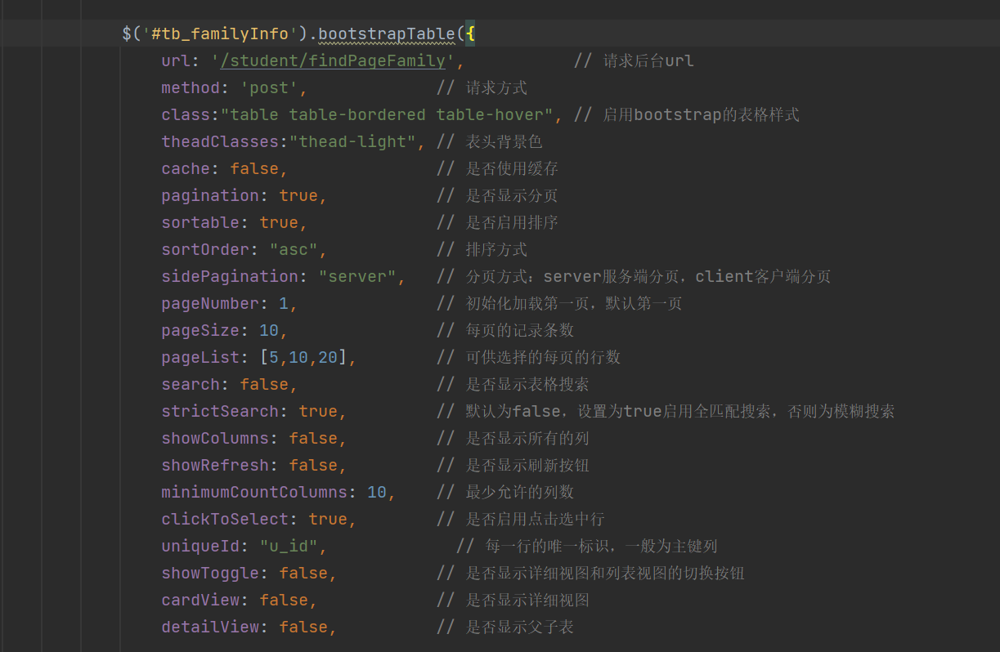 $('#tb_familyInfo').bootstrapTable({
url: '/student/findPageFamily', // 请求后台url
method: 'post', // 请求方式
class:"table table-bordered table-hover", // 启用bootstrap的表格样式
theadClasses:"thead-light", // 表头背景色
cache: false, // 是否使用缓存
pagination: true, // 是否显示分页
sortable: true, // 是否启用排序
sortOrder: "asc", // 排序方式
sidePagination: "server", // 分页方式：server服务端分页，client客户端分页
pageNumber: 1, // 初始化加载第一页，默认第一页
pageSize: 10, // 每页的记录条数
pageList: [5,10,20], // 可供选择的每页的行数
search: false, // 是否显示表格搜索
strictSearch: true, // 默认为false，设置为true启用全匹配搜索，否则为模糊搜索
showColumns: false, // 是否显示所有的列
showRefresh: false, // 是否显示刷新按钮
minimumCountColumns: 10, // 最少允许的列数
clickToSelect: true, // 是否启用点击选中行
uniqueId: "u_id", // 每一行的唯一标识，一般为主键列
showToggle: false, // 是否显示详细视图和列表视图的切换按钮
cardView: false, // 是否显示详细视图
detailView: false, // 是否显示父子表